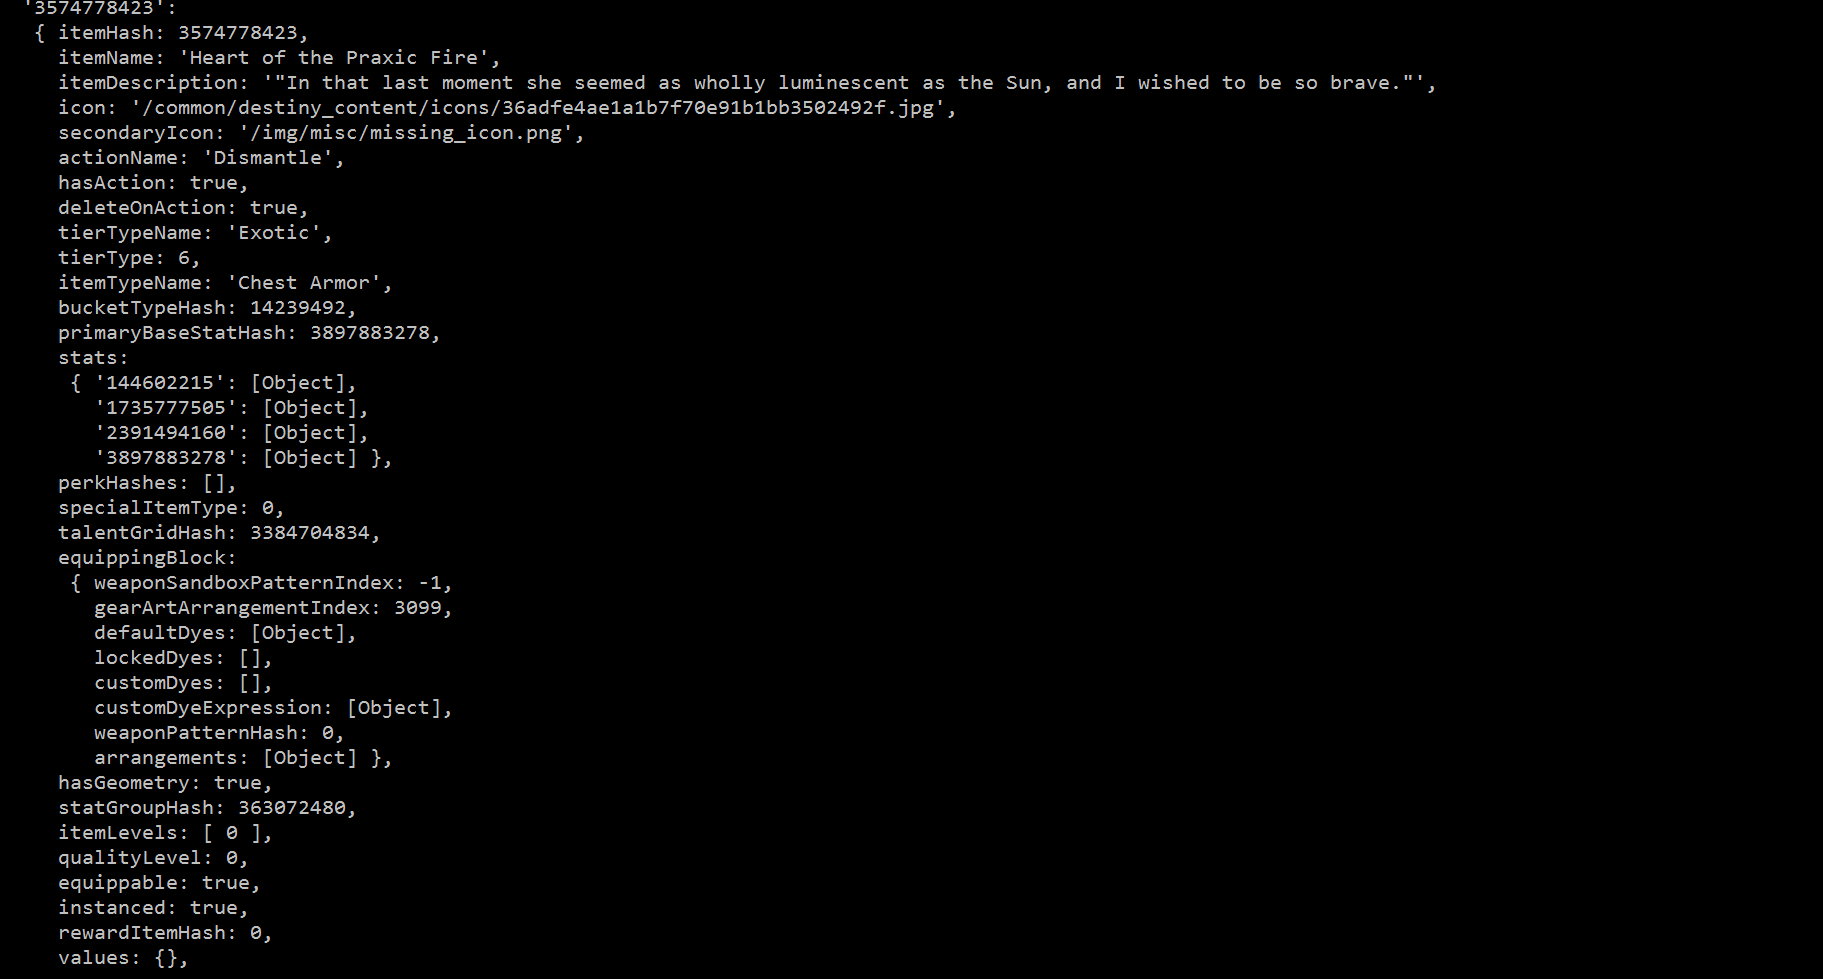 '3574778423':
{ itemHash: 3574778423,
itemName: 'Heart of the Praxic Fire',
itemDescription: '"In that last moment she seemed as wholly luminescent as the Sun, and I wished to be so brave."',
icon: '/common/destiny_content/icons/36adfe4ae1a1b7f70e91b1bb3502492f.jpg',
secondaryIcon: '/img/misc/missing_icon.png',
actionName: 'Dismantle',
hasAction: true,
deleteOnAction: true,
tierTypeName: 'Exotic',
tierType: 6,
itemTypeName: 'Chest Armor',
bucketTypeHash: 14239492,
primaryBaseStatHash: 3897883278,
stats:
{ '144602215': [Object],
'1735777505': [Object],
'2391494160': [Object],
'3897883278': [Object] },
perkHashes: [],
specialItemType: 0,
talentGridHash: 3384704834,
equippingBlock:
{ weaponSandboxPatternIndex: -1,
gearArtArrangementIndex: 3099,
defaultDyes: [Object],
lockedDyes: [],
customDyes: [],
customDyeExpression: [Object],
weaponPatternHash: 0,
arrangements: [Object] },
hasGeometry: true,
statGroupHash: 363072480,
itemLevels: [ 0 ],
qualityLevel: 0,
equippable: true,
instanced: true,
rewardItemHash: 0,
values: {},